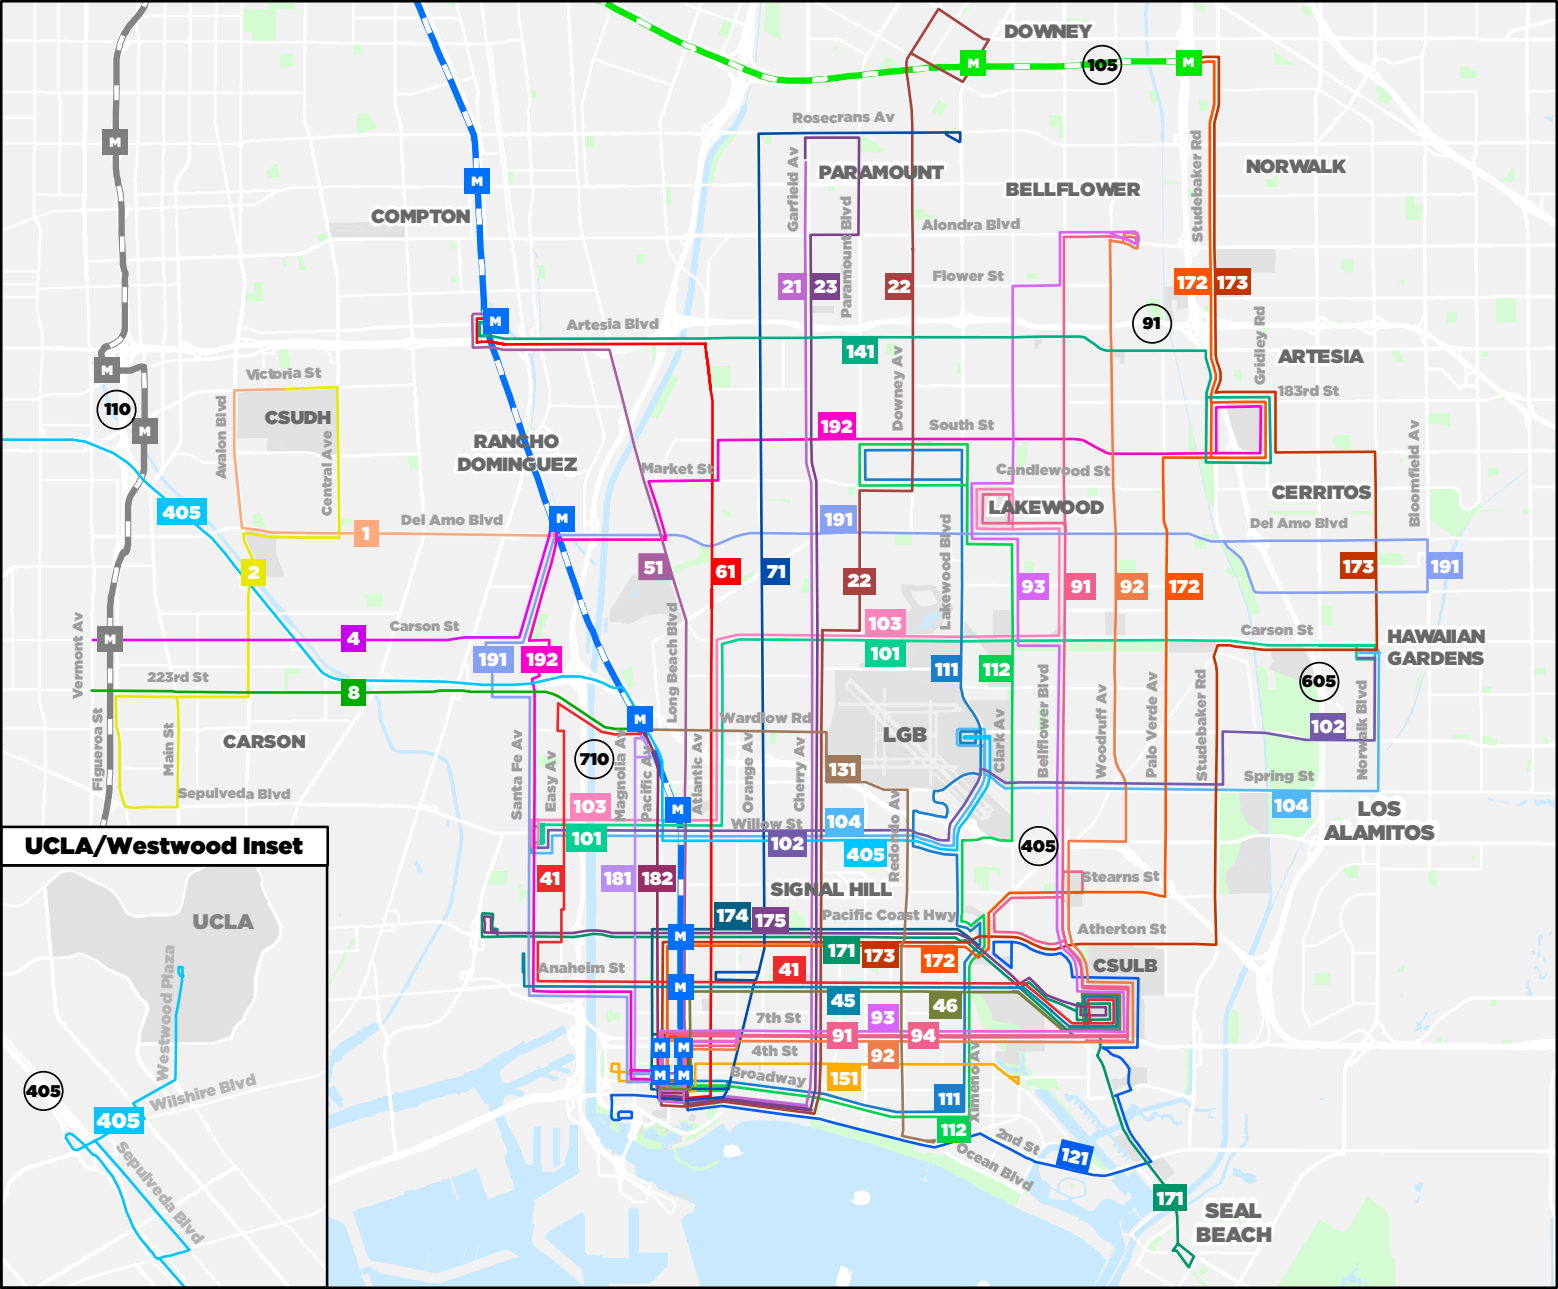 DOWNEY
M
M
105
Rosecrans Av
M
Garfield Av
Studebaker Rd
NORWALK
PARAMOUNT
M
BELLFLOWER
COMPTON
Paramount Blvd
Alondra Blvd
Flower St
21
23
22
172
173
M
Artesia Blvd
91
Gridley Rd
141
Downey Av
ARTESIA
M
Victoria St
183rd St
110
Avalon Blvd
CSUDH
Central Ave
M
192
South St
Bloomfield Av
RANCHO
DOMINGUEZ
Market St
Candlewood St
CERRITOS
LAKEWOOD
405
M
Del Amo Blvd
1
191
Lakewood Blvd
Del Amo Blvd
2
51
61
71
22
93
91
92
172
173
191
Vermont Av
M
4
Carson St
Long Beach Blvd
103
Carson St
HAWAIIAN
GARDENS
101
191
192
111
112
223rd St
8
605
Bellflower Blvd
Woodruff Av
Palo Verde Av
Studebaker Rd
Norwalk Blvd
102
Figueroa St
Main St
CARSON
M
Wardlow Rd
LGB
Clark Av
710
Santa Fe Av
Easy Av
Magnolia Av
Pacific Av
Atlantic Av
Orange Av
Cherry Av
131
Spring St
Sepulveda Blvd
103
M
Redondo Av
104
LOS
ALAMITOS
Willow St
104
101
102
405
405
UCLA/Westwood Inset
41
181
182
SIGNAL HILL
Stearns St
UCLA
174
175
Pacific Coast Hwy
Atherton St
M
171
173
172
Westwood Plaza
Anaheim St
41
CSULB
M
45
46
7th St
93
M
M
91
94
4th St
92
M
M
Broadway
151
Ximeno Av
405
Wilshire Blvd
111
405
112
2nd St
Sepulveda Blvd
Ocean Blvd
121
171
SEAL
BEACH